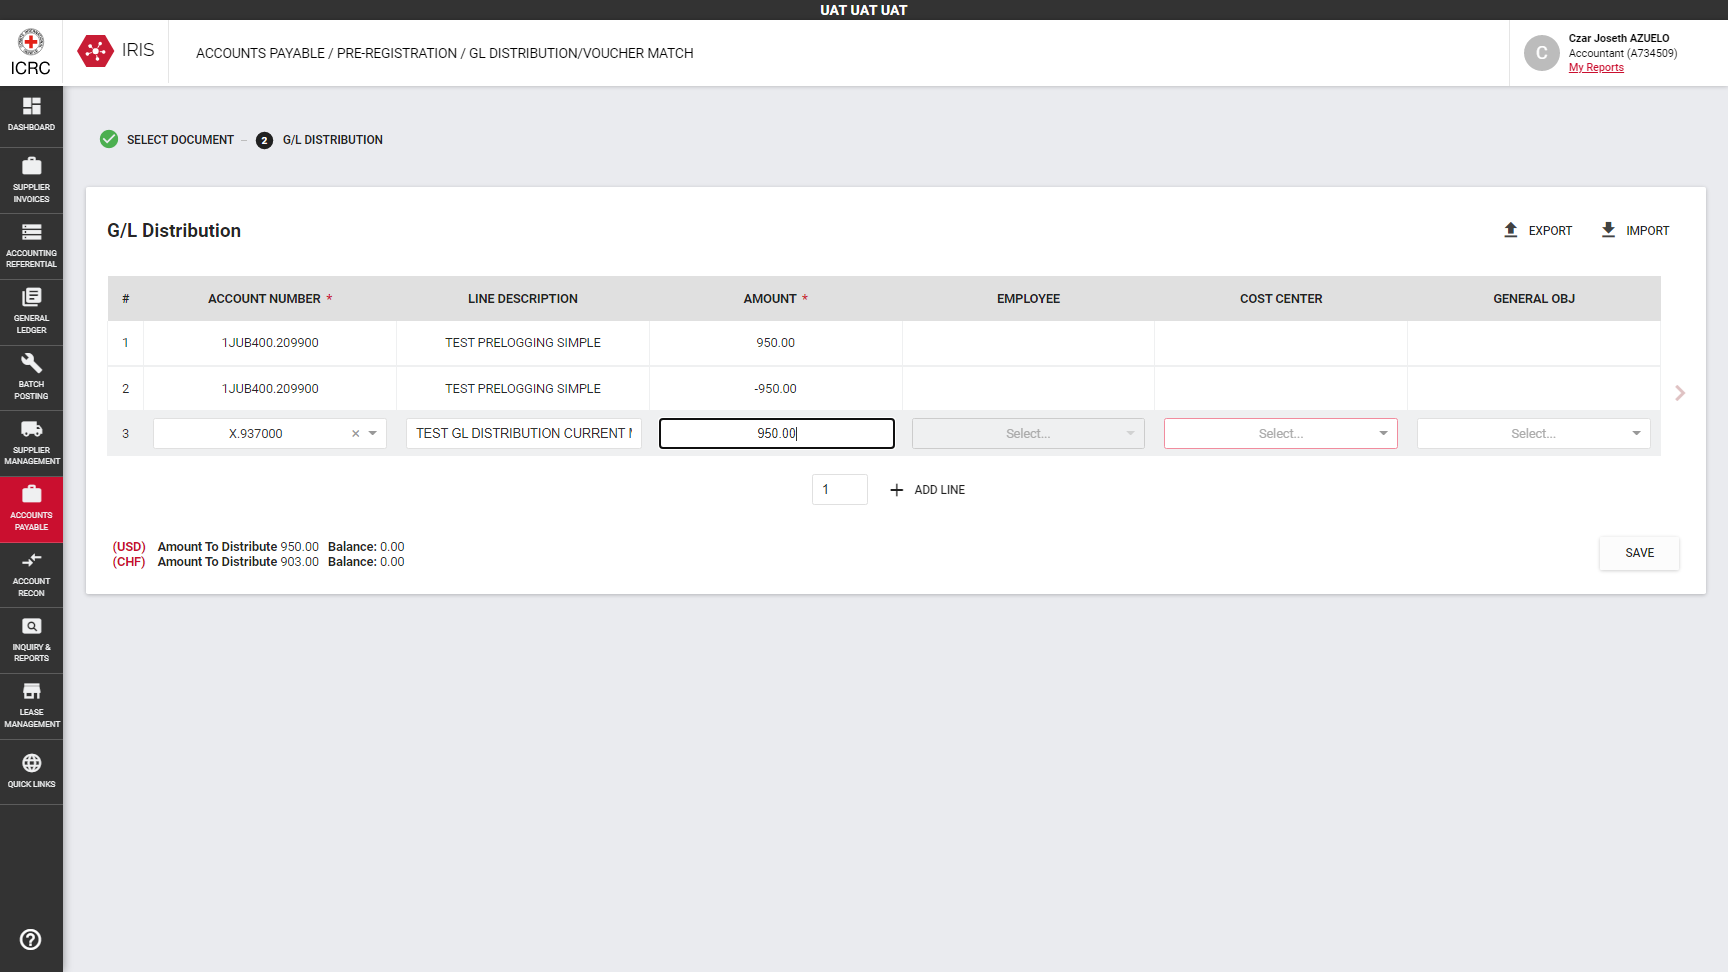 UAT UAT UAT
ICRC
IRIS
ACCOUNTS PAYABLE / PRE-REGISTRATION / GL DISTRIBUTION/VOUCHER MATCH
C
Czar Joseth AZUELO
Accountant (A734509)
My Reports
DASHBOARD
SUPPLIER
INVOICES
ACCOUNTING
REFERENTIAL
GENERAL
LEDGER
BATCH
POSTING
SUPPLIER
MANAGEMENT
ACCOUNTS
PAYABLE
ACCOUNT
RECON
INQUIRY &
REPORTS
LEASE
MANAGEMENT
QUICK LINKS
SELECT DOCUMENT
2 G/L DISTRIBUTION
G/L Distribution
EXPORT
IMPORT
# ACCOUNT NUMBER * LINE DESCRIPTION AMOUNT * EMPLOYEE COST CENTER GENERAL OBJ
1 1JUB400.209900 TEST PRELOGGING SIMPLE 950.00
2 1JUB400.209900 TEST PRELOGGING SIMPLE -950.00
3 X.937000 × TEST GL DISTRIBUTION CURRENT 950.00 Select... Select... Select...
1 + ADD LINE
(USD) Amount To Distribute 950.00 Balance: 0.00
(CHF) Amount To Distribute 903.00 Balance: 0.00
SAVE